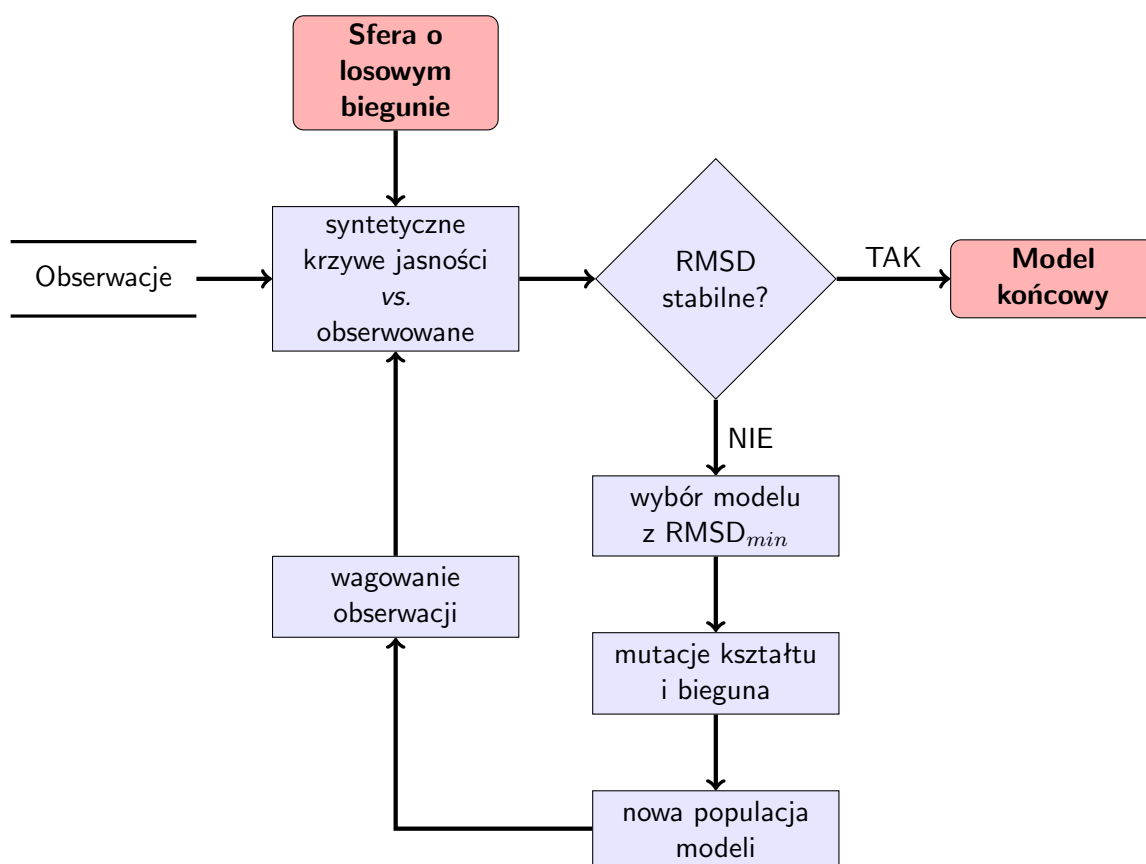 Sfera o
losowym
biegunie
Obserwacje
syntetyczne
krzywe jasności
vs.
obserwowane
RMSD
stabilne?
TAK
Model
końcowy
NIE
wybór modelu
z RMSDmin
mutacje kształtu
i bieguna
nowa populacja
modeli
wagowanie
obserwacji